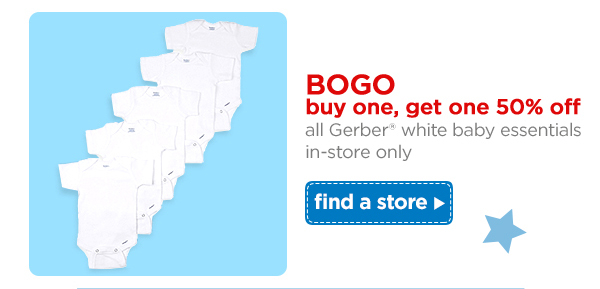 BOGO
buy one, get one 50% off
all Gerber® white baby essentials
in-store only
find a store ▶